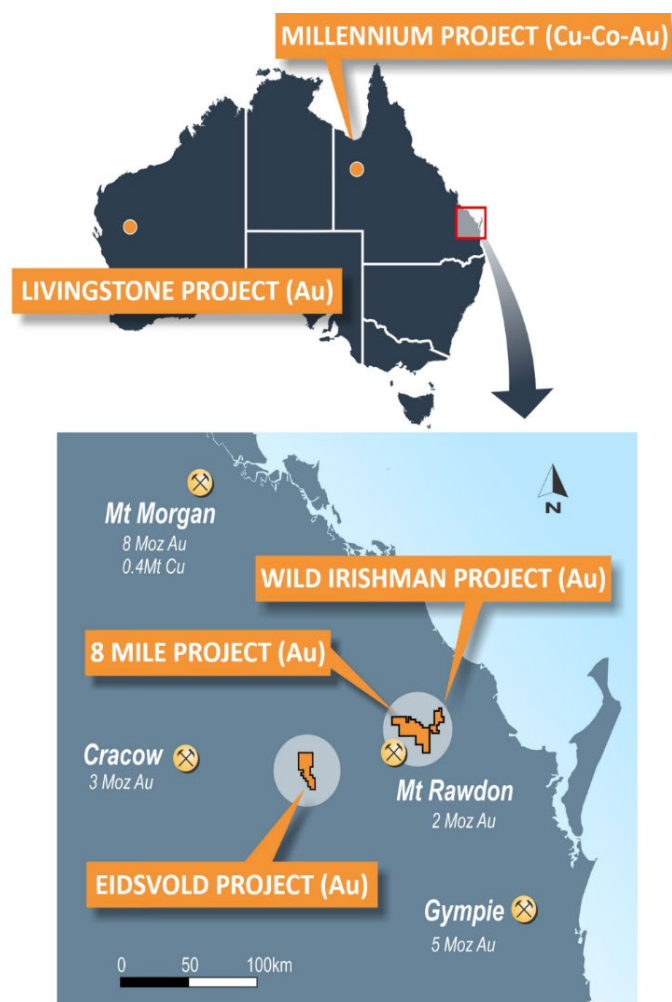 MILLENNIUM PROJECT (Cu-Co-Au)
LIVINGSTONE PROJECT (Au)
Mt Morgan
8 Moz Au
0.4Mt Cu
N
WILD IRISHMAN PROJECT (Au)
8 MILE PROJECT (Au)
Cracow
3 Moz Au
Mt Rawdon
2 Moz Au
EIDSVOLD PROJECT (Au)
Gympie
5 Moz Au
0 50 100km